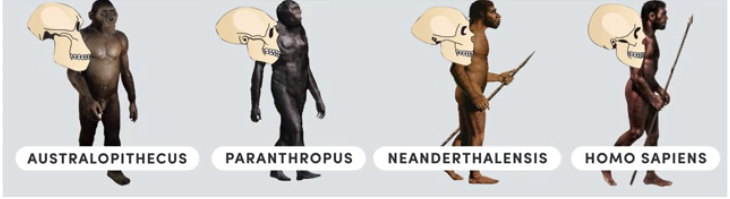 AUSTRALOPITHECUS
PARANTHROPUS
NEANDERTHALENSIS
HOMO SAPIENS